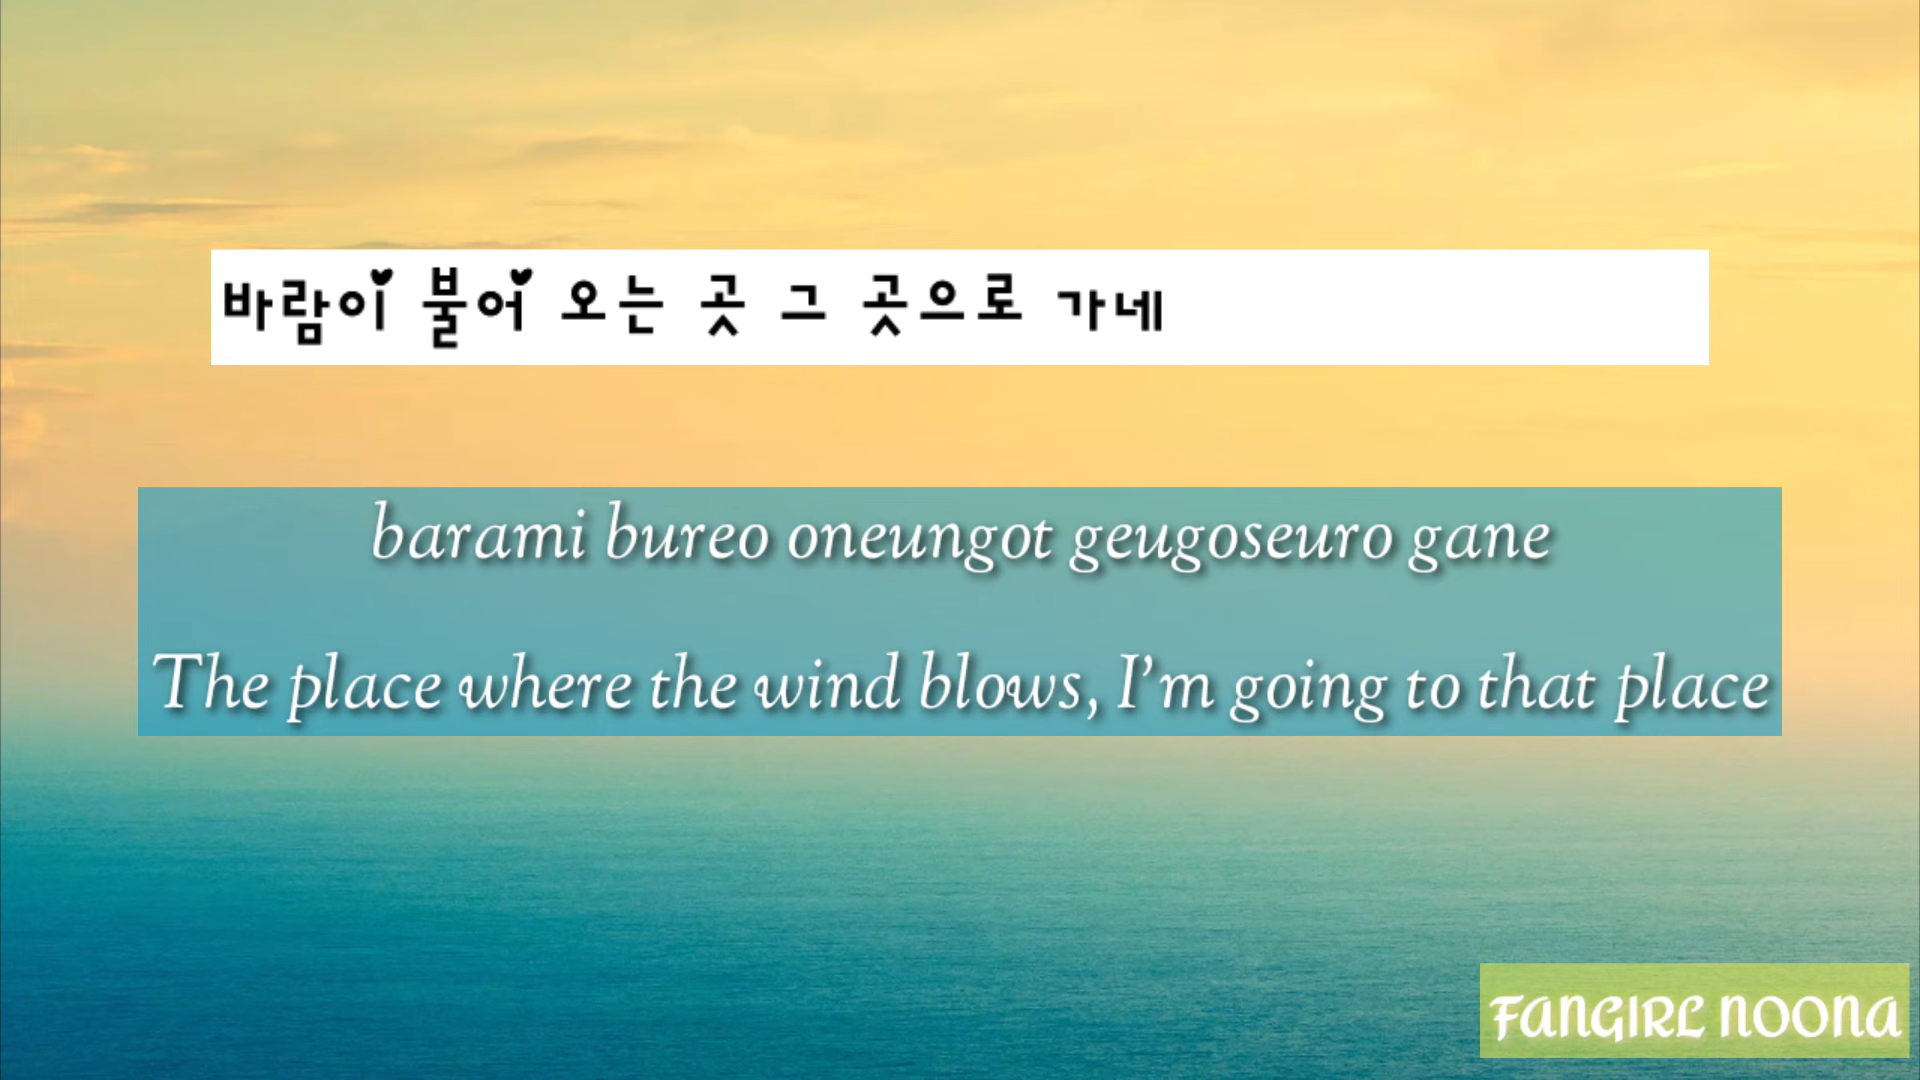 바람이 불어 오는 곳 그 곳으로 가네
barami bureo oneungot geugoseuro gane
The place where the wind blows, I'm going to that place
FANGIRL NOONA